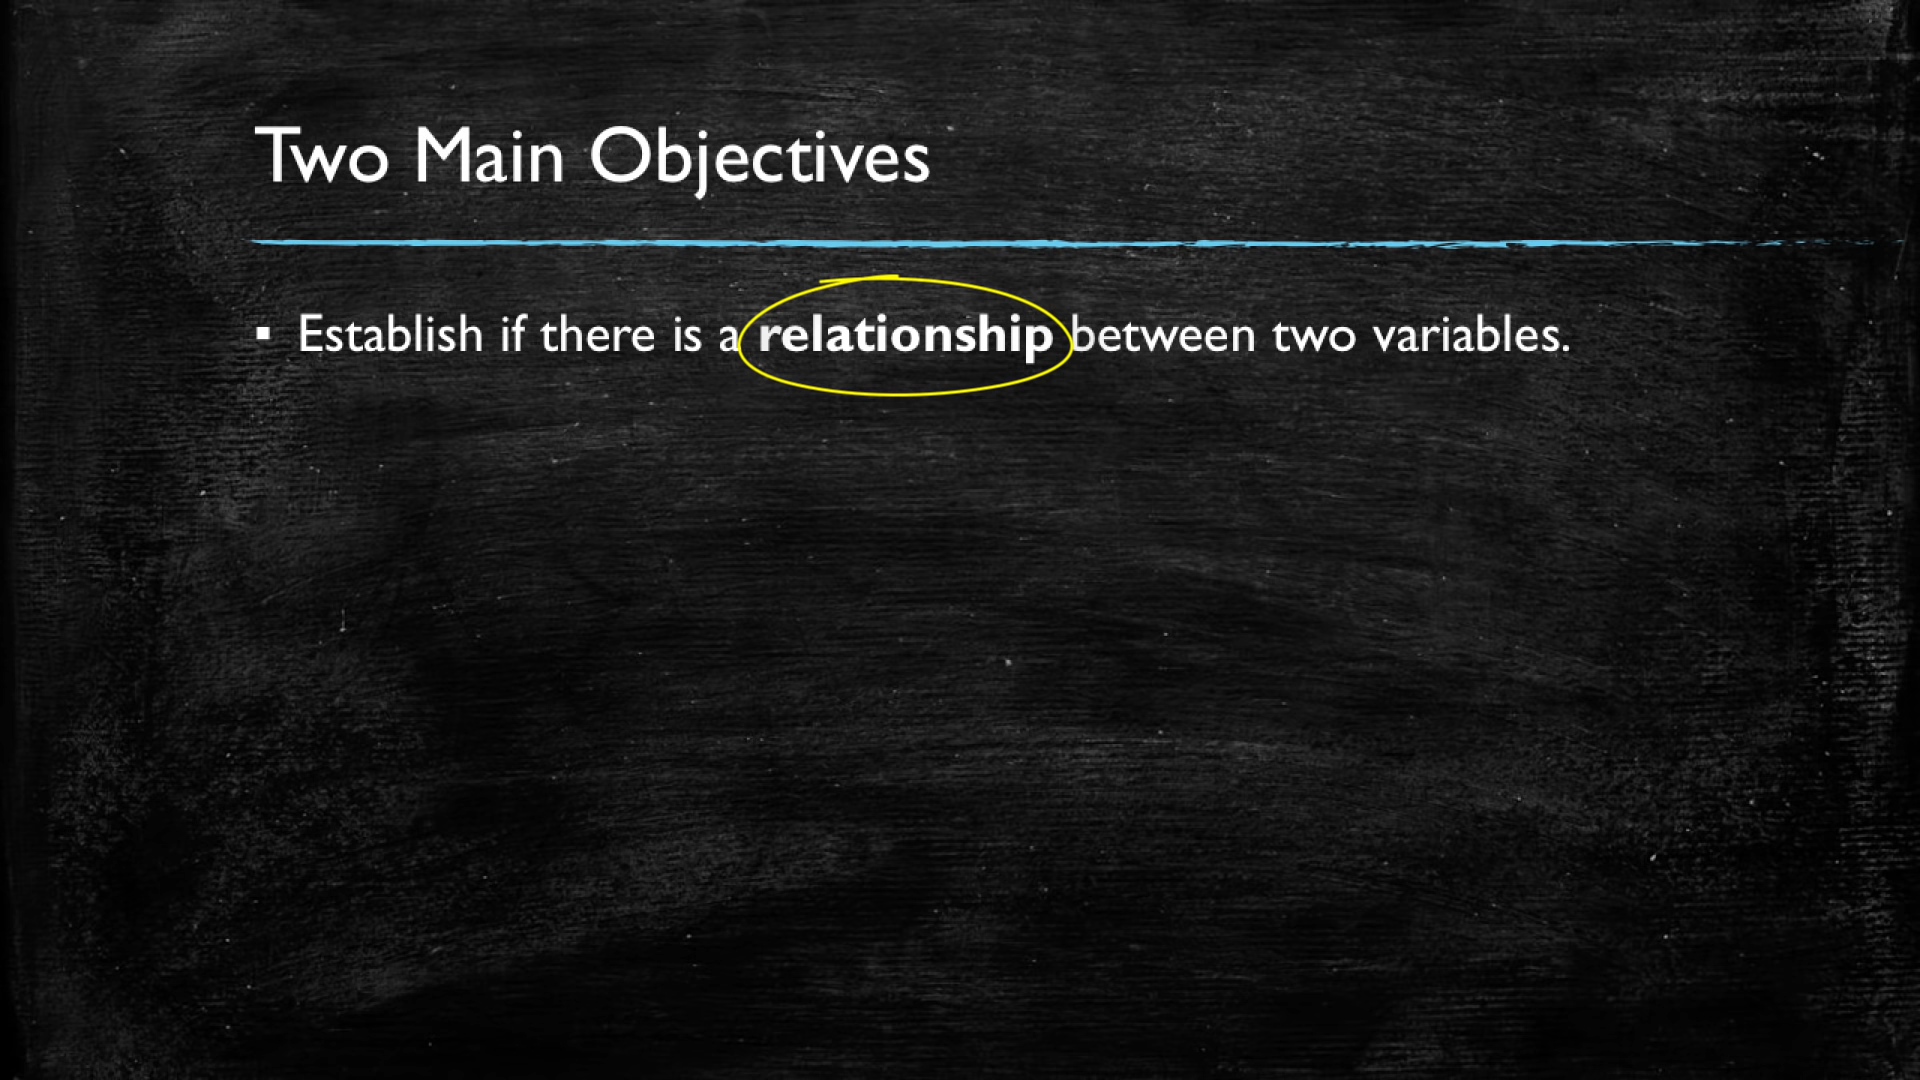 Two Main Objectives
▪ Establish if there is a relationship between two variables.